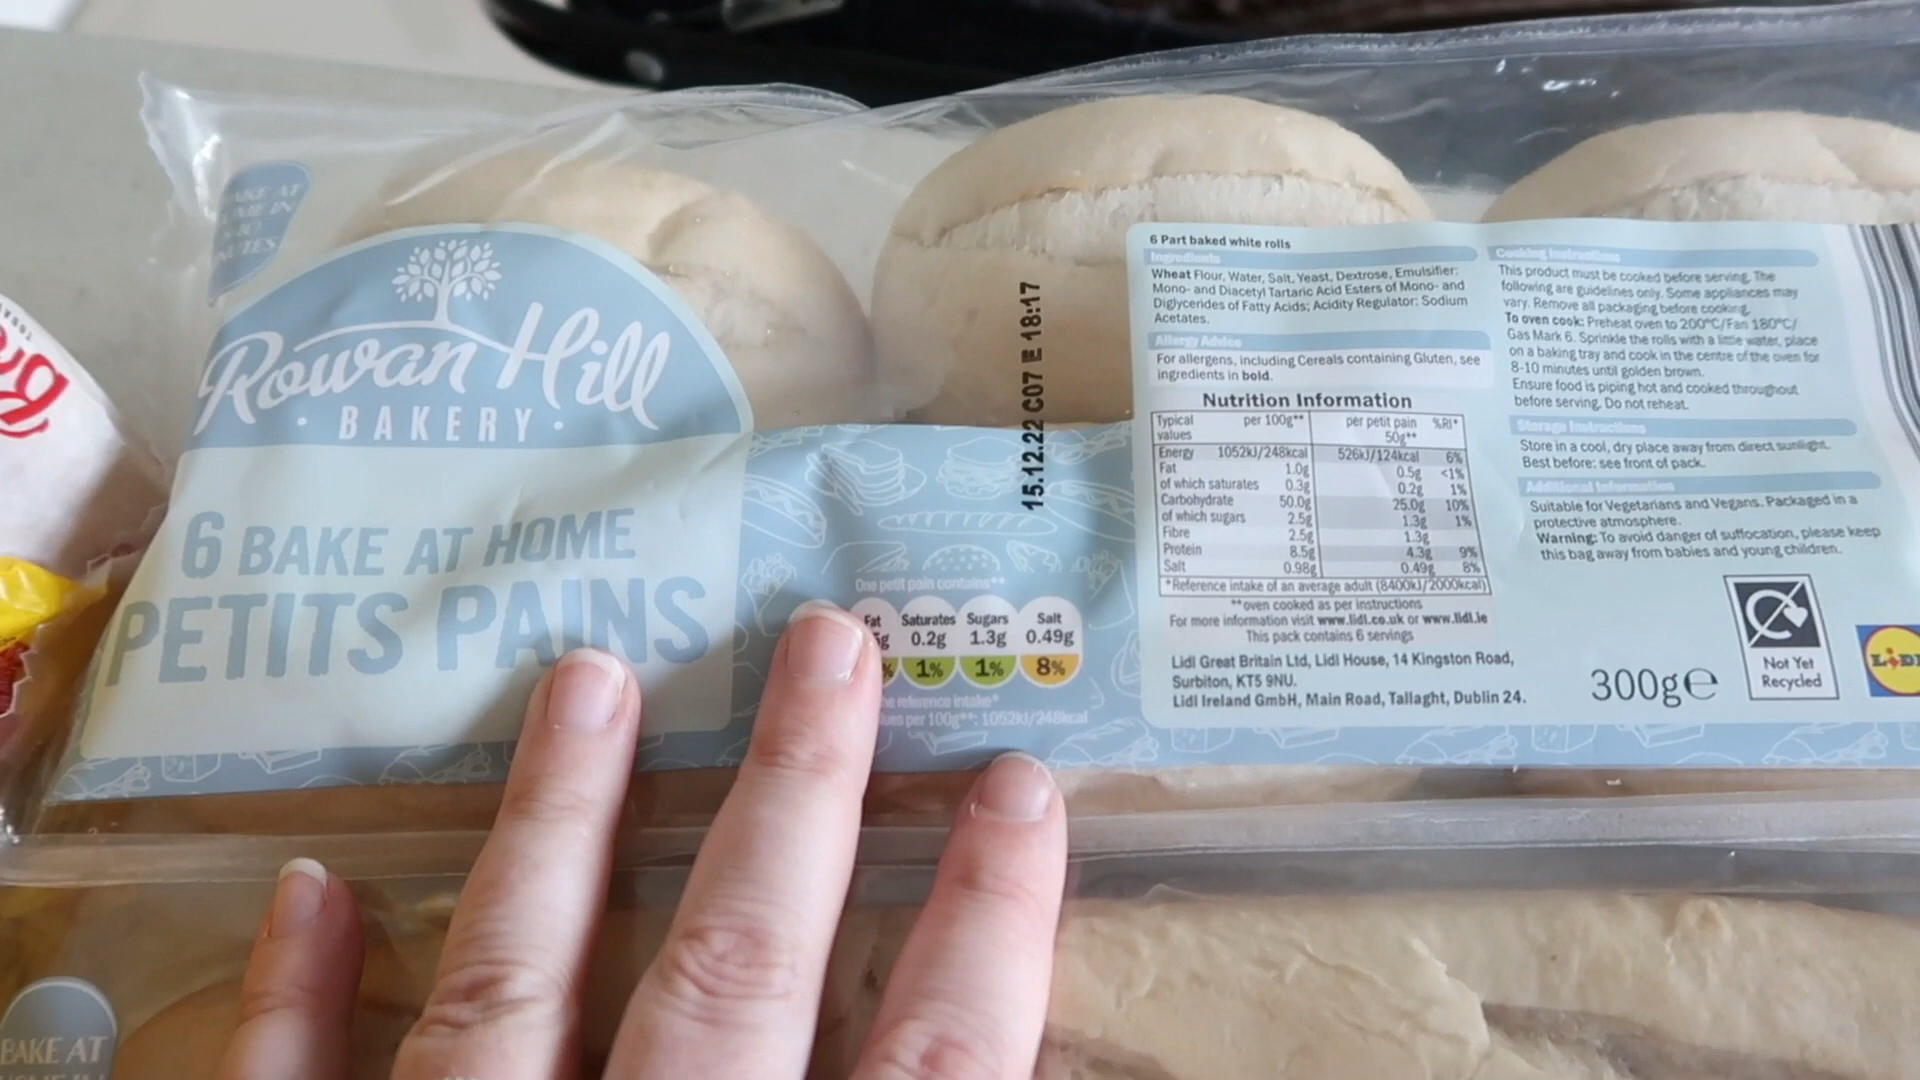 Bre
BAKE AT
Rowan Hill
· BAKERY ·
6 BAKE AT HOME
PETITS PAINS
15.12.22 C07 E 18:17
One petit pain contains**
Fat Saturates Sugars Salt
5g 0.2g 1.3g 0.49g
% 1% 1% 8%
he reference intake*
ues per 100g**: 1052kJ/248kcal
6 Part baked white rolls
Ingredients
Wheat Flour, Water, Salt, Yeast, Dextrose, Emulsifier:
Mono- and Diacetyl Tartaric Acid Esters of Mono- and
Diglycerides of Fatty Acids; Acidity Regulator: Sodium
Acetates.
Allergy Advice
For allergens, including Cereals containing Gluten, see
ingredients in bold.
Nutrition Information
Typical values per 100g** per petit pain 50g** %RI*
Energy 1052kJ/248kcal 526kJ/124kcal 6%
Fat 1.0g 0.5g <1%
of which saturates 0.3g 0.2g 1%
Carbohydrate 50.0g 25.0g 10%
of which sugars 2.5g 1.3g 1%
Fibre 2.5g 1.3g
Protein 8.5g 4.3g 9%
Salt 0.98g 0.49g 8%
*Reference intake of an average adult (8400kJ/2000kcal)
**oven cooked as per instructions
For more information visit www.lidl.co.uk or www.lidl.ie
This pack contains 6 servings
Lidl Great Britain Ltd, Lidl House, 14 Kingston Road,
Surbiton, KT5 9NU.
Lidl Ireland GmbH, Main Road, Tallaght, Dublin 24.
Cooking Instructions
This product must be cooked before serving. The
following are guidelines only. Some appliances may
vary. Remove all packaging before cooking.
To oven cook: Preheat oven to 200°C/Fan 180°C/
Gas Mark 6. Sprinkle the rolls with a little water, place
on a baking tray and cook in the centre of the oven for
8-10 minutes until golden brown.
Ensure food is piping hot and cooked throughout
before serving. Do not reheat.
Storage Instructions
Store in a cool, dry place away from direct sunlight.
Best before: see front of pack.
Additional Information
Suitable for Vegetarians and Vegans. Packaged in a
protective atmosphere.
Warning: To avoid danger of suffocation, please keep
this bag away from babies and young children.
300g℮
Not Yet
Recycled
LiDL
BAKE AT